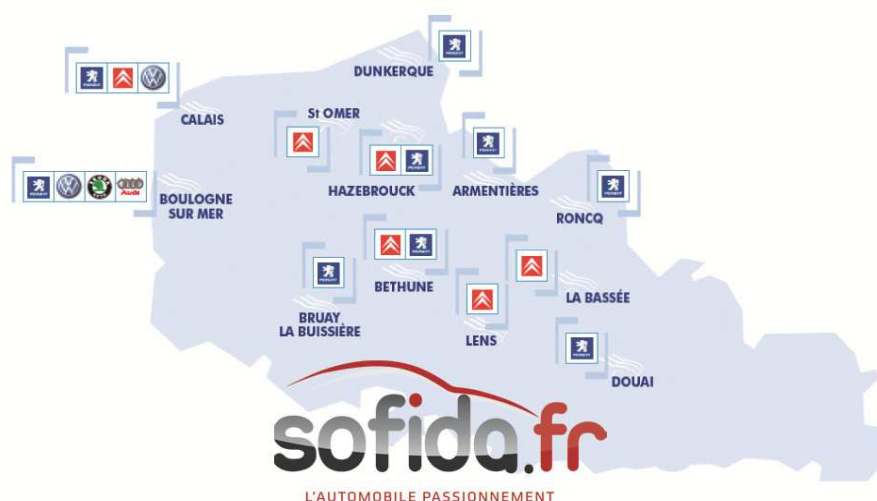 DUNKERQUE
CALAIS
St OMER
HAZEBROUCK
ARMENTIÈRES
BOULOGNE
SUR MER
RONCQ
BETHUNE
LA BASSÉE
BRUAY
LA BUISSIÈRE
LENS
DOUAI
Audi
sofida.fr
L'AUTOMOBILE PASSIONNEMENT